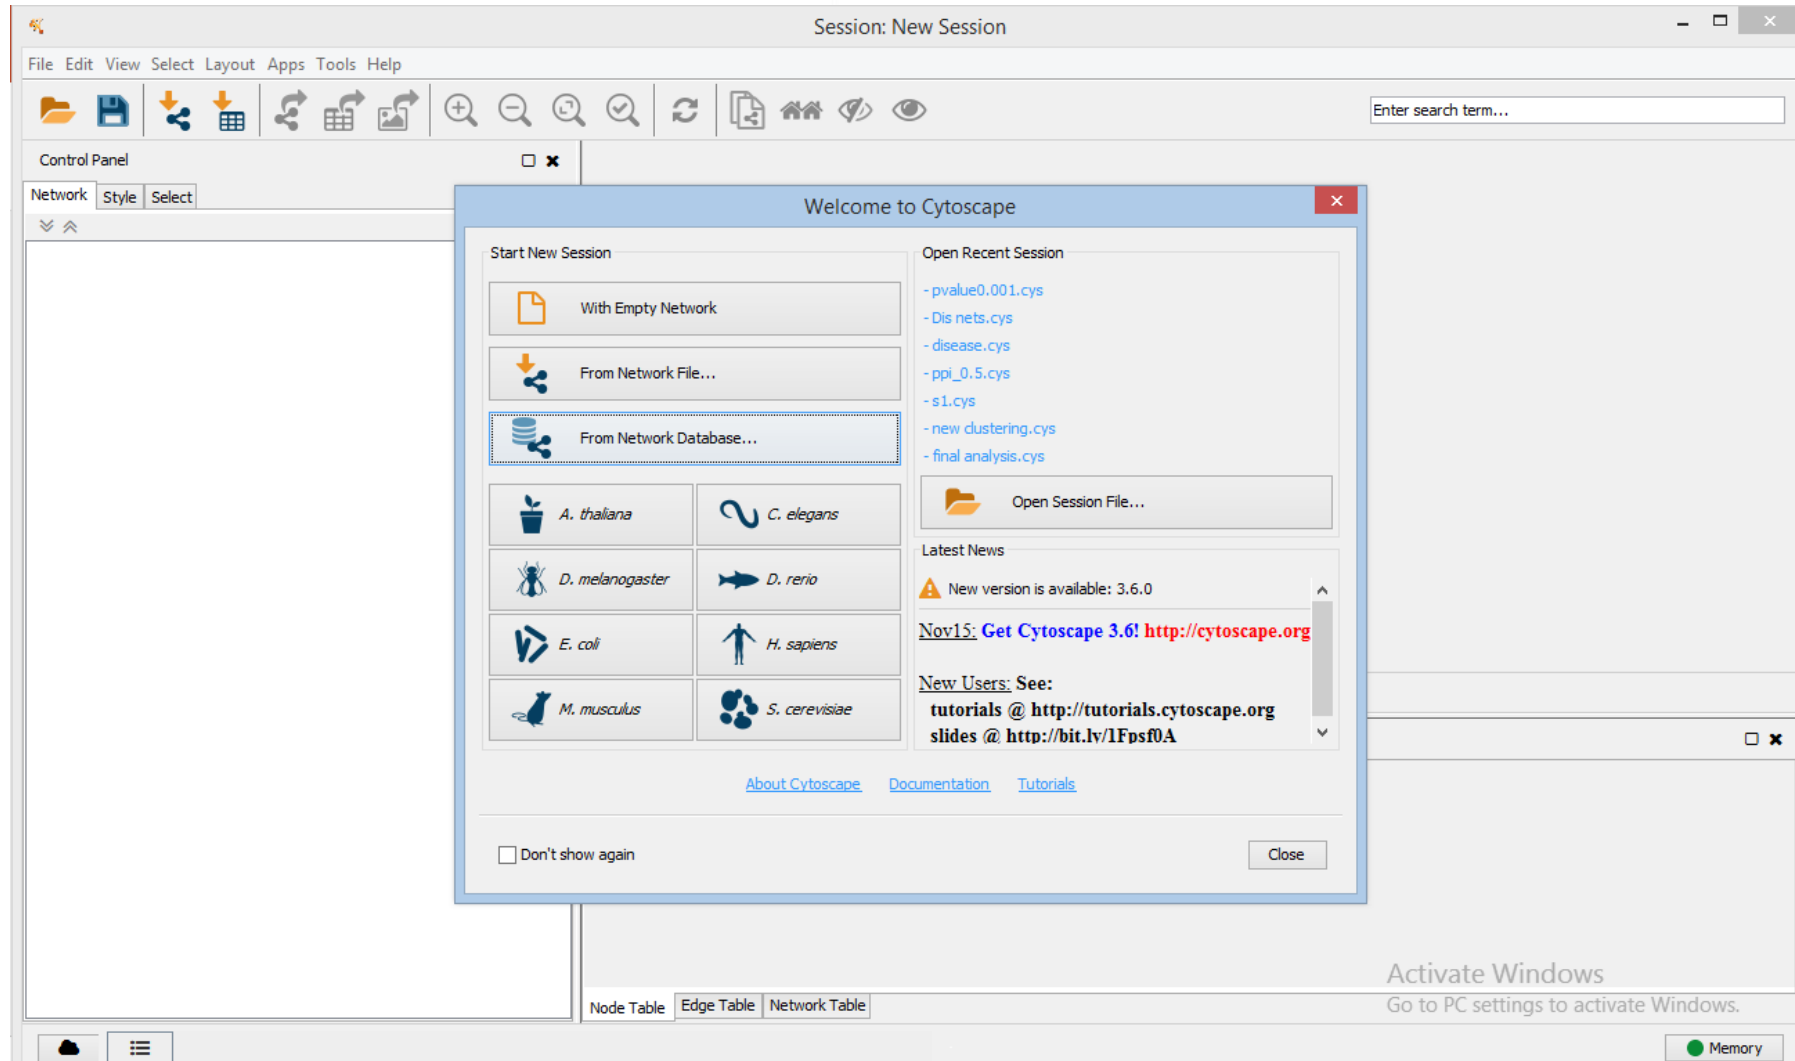 Session: New Session
File Edit View Select Layout Apps Tools Help
Enter search term...
Control Panel
Network Style Select
Welcome to Cytoscape
Start New Session
With Empty Network
From Network File...
From Network Database...
A. thaliana
C. elegans
D. melanogaster
D. rerio
E. coli
H. sapiens
M. musculus
S. cerevisiae
Open Recent Session
- pvalue0.001.cys
- Dis nets.cys
- disease.cys
- ppi_0.5.cys
- s1.cys
- new clustering.cys
- final analysis.cys
Open Session File...
Latest News
New version is available: 3.6.0
Nov15: Get Cytoscape 3.6! http://cytoscape.org
New Users: See:
tutorials @ http://tutorials.cytoscape.org
slides @ http://bit.ly/1Fpsf0A
About Cytoscape Documentation Tutorials
Don't show again
Close
Activate Windows
Go to PC settings to activate Windows.
Node Table Edge Table Network Table
Memory